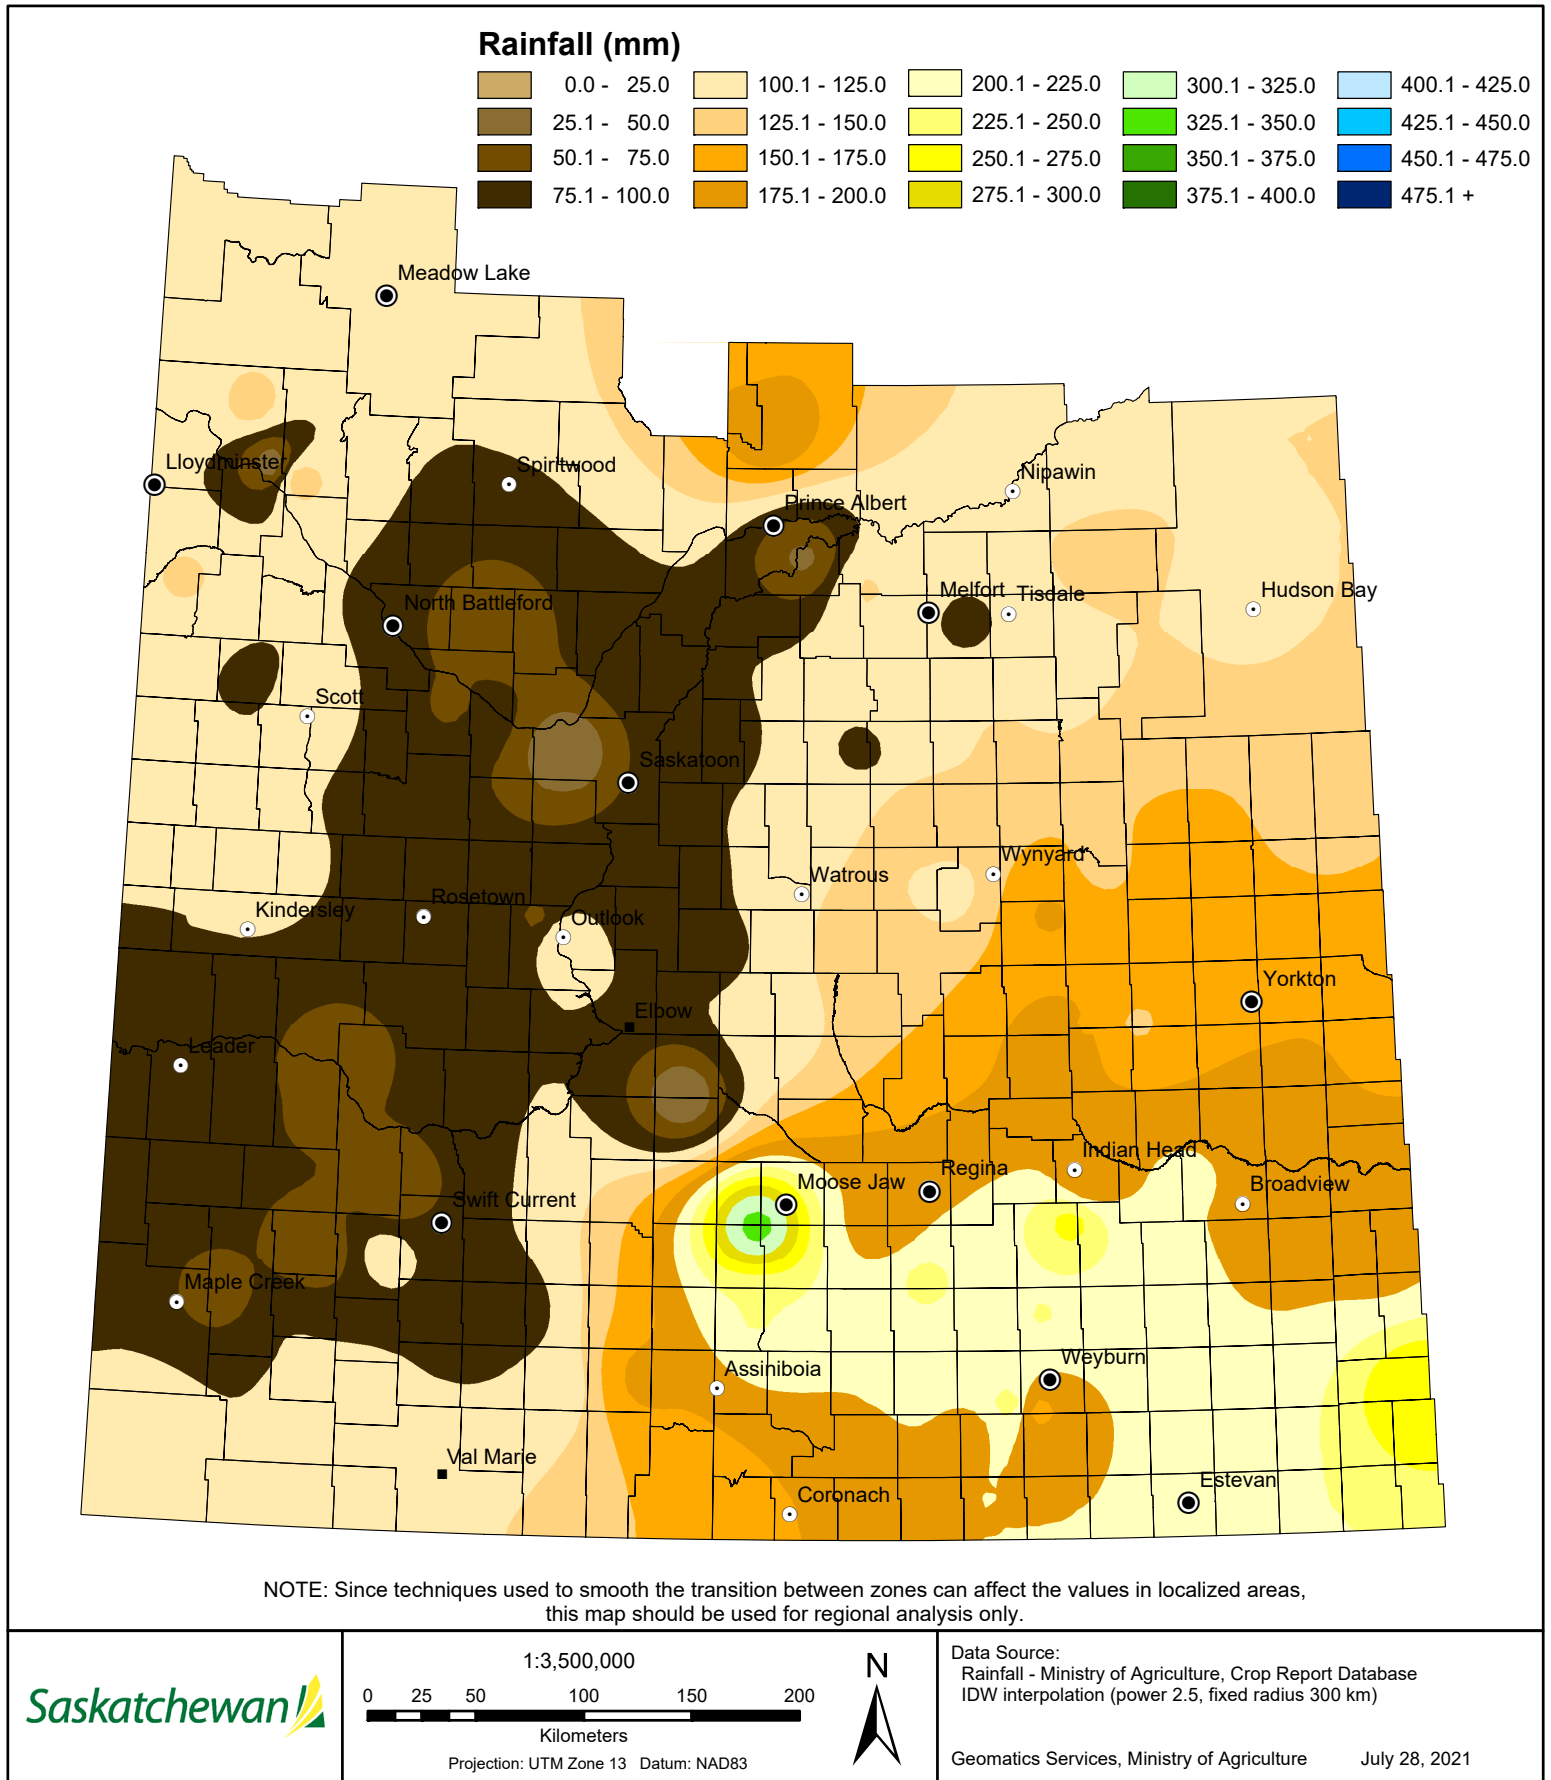 Rainfall (mm)
0.0 - 25.0
25.1 - 50.0
50.1 - 75.0
75.1 - 100.0
100.1 - 125.0
125.1 - 150.0
150.1 - 175.0
175.1 - 200.0
200.1 - 225.0
225.1 - 250.0
250.1 - 275.0
275.1 - 300.0
300.1 - 325.0
325.1 - 350.0
350.1 - 375.0
375.1 - 400.0
400.1 - 425.0
425.1 - 450.0
450.1 - 475.0
475.1 +
Meadow Lake
Lloydminster
Spiritwood
Nipawin
Prince Albert
North Battleford
Melfort
Tisdale
Hudson Bay
Scott
Saskatoon
Wynyard
Watrous
Rosetown
Kindersley
Outlook
Yorkton
Elbow
Leader
Indian Head
Regina
Moose Jaw
Broadview
Swift Current
Maple Creek
Weyburn
Assiniboia
Val Marie
Estevan
Coronach
NOTE: Since techniques used to smooth the transition between zones can affect the values in localized areas,
this map should be used for regional analysis only.
Saskatchewan
1:3,500,000
0 25 50 100 150 200
Kilometers
Projection: UTM Zone 13 Datum: NAD83
N
Data Source:
Rainfall - Ministry of Agriculture, Crop Report Database
IDW interpolation (power 2.5, fixed radius 300 km)
Geomatics Services, Ministry of Agriculture July 28, 2021